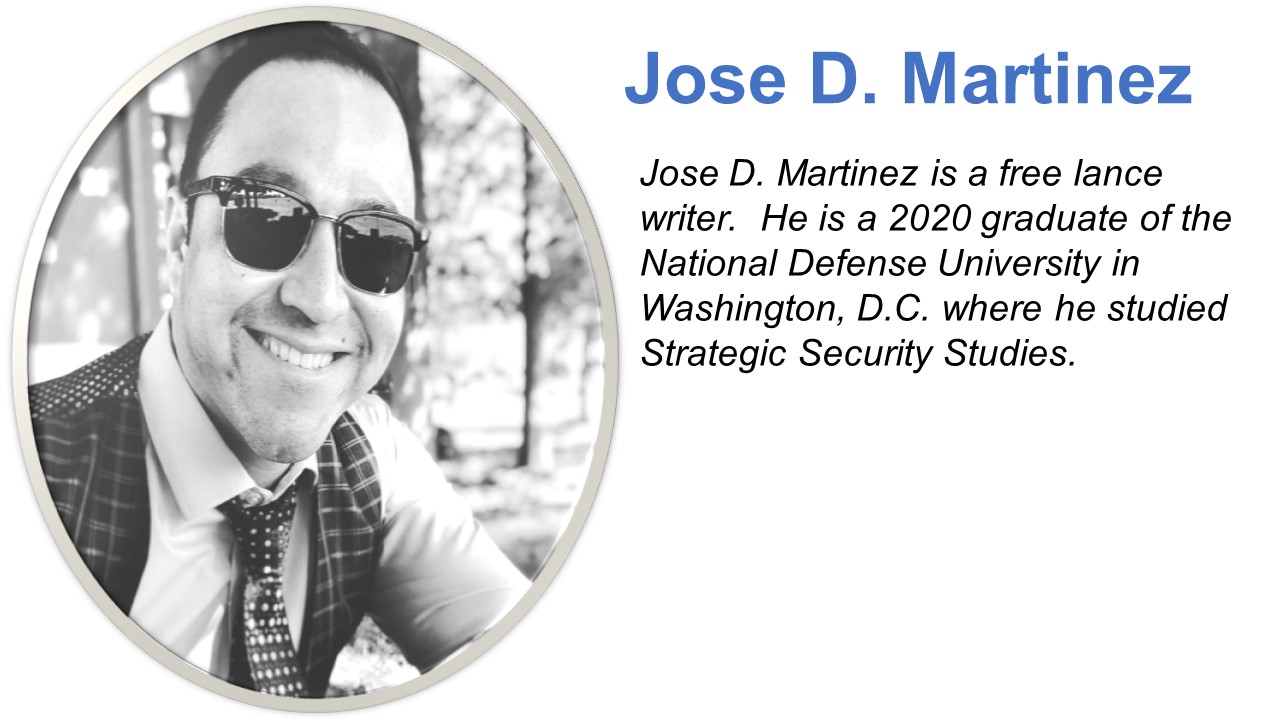 Jose D. Martinez
Jose D. Martinez is a free lance
writer.  He is a 2020 graduate of the
National Defense University in
Washington, D.C. where he studied
Strategic Security Studies.